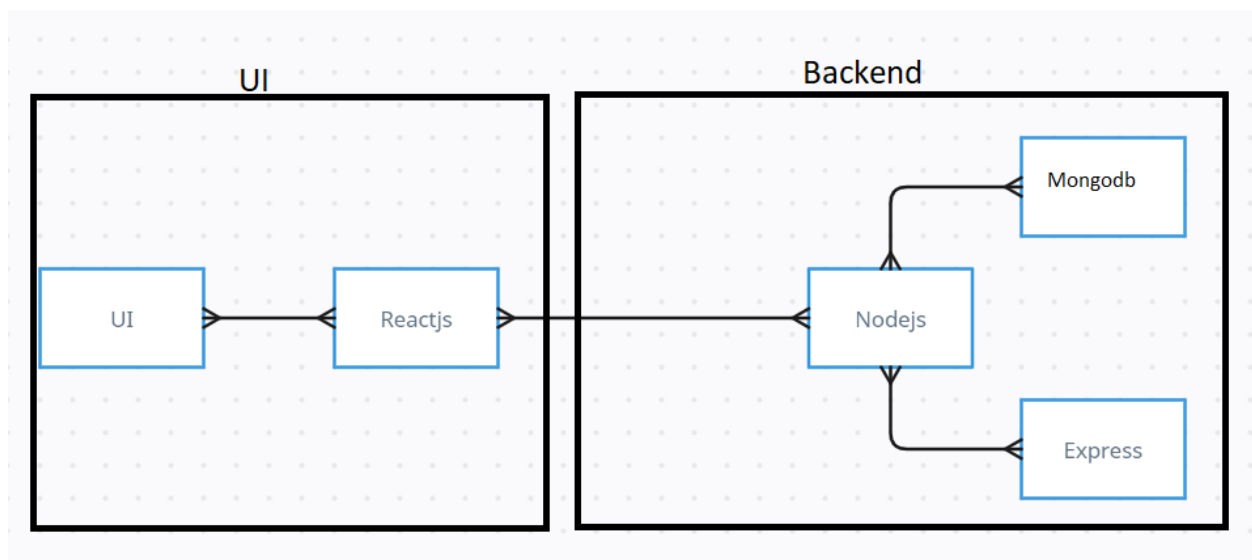 UI
Backend
Mongodb
UI
Reactjs
Nodejs
Express